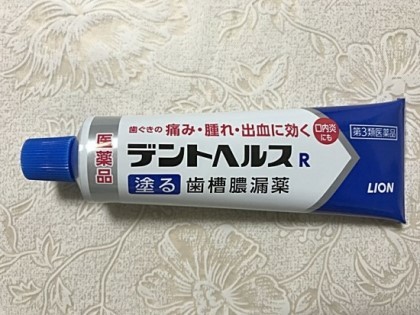 医薬品
歯ぐきの 痛み・腫れ・出血に効く
口内炎にも
第3類医薬品
デントヘルスR
塗る 歯槽膿漏薬
LION